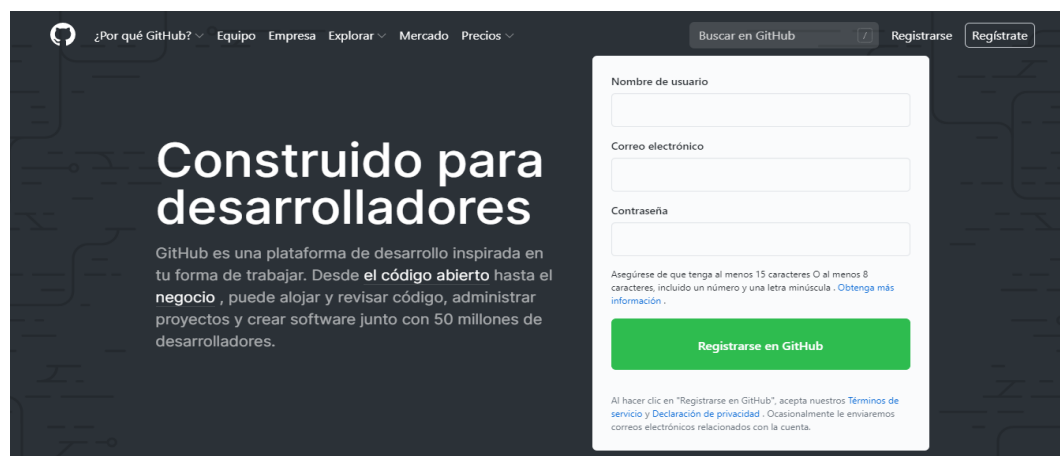 ¿Por qué GitHub? Equipo Empresa Explorar Mercado Precios Buscar en GitHub / Registrarse Regístrate
Construido para
desarrolladores
GitHub es una plataforma de desarrollo inspirada en
tu forma de trabajar. Desde el código abierto hasta el
negocio , puede alojar y revisar código, administrar
proyectos y crear software junto con 50 millones de
desarrolladores.
Nombre de usuario
Correo electrónico
Contraseña
Asegúrese de que tenga al menos 15 caracteres O al menos 8
caracteres, incluido un número y una letra minúscula . Obtenga más
información .
Registrarse en GitHub
Al hacer clic en "Registrarse en GitHub", acepta nuestros Términos de
servicio y Declaración de privacidad . Ocasionalmente le enviaremos
correos electrónicos relacionados con la cuenta.